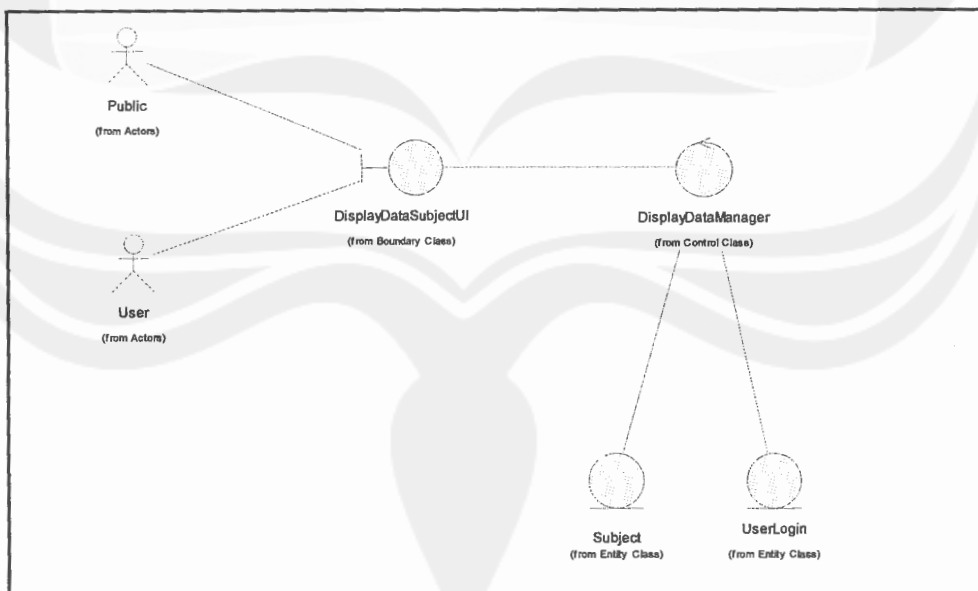 Public
(from Actors)
DisplayDataSubjectUI
(from Boundary Class)
DisplayDataManager
(from Control Class)
User
(from Actors)
Subject
(from Entity Class)
UserLogin
(from Entity Class)